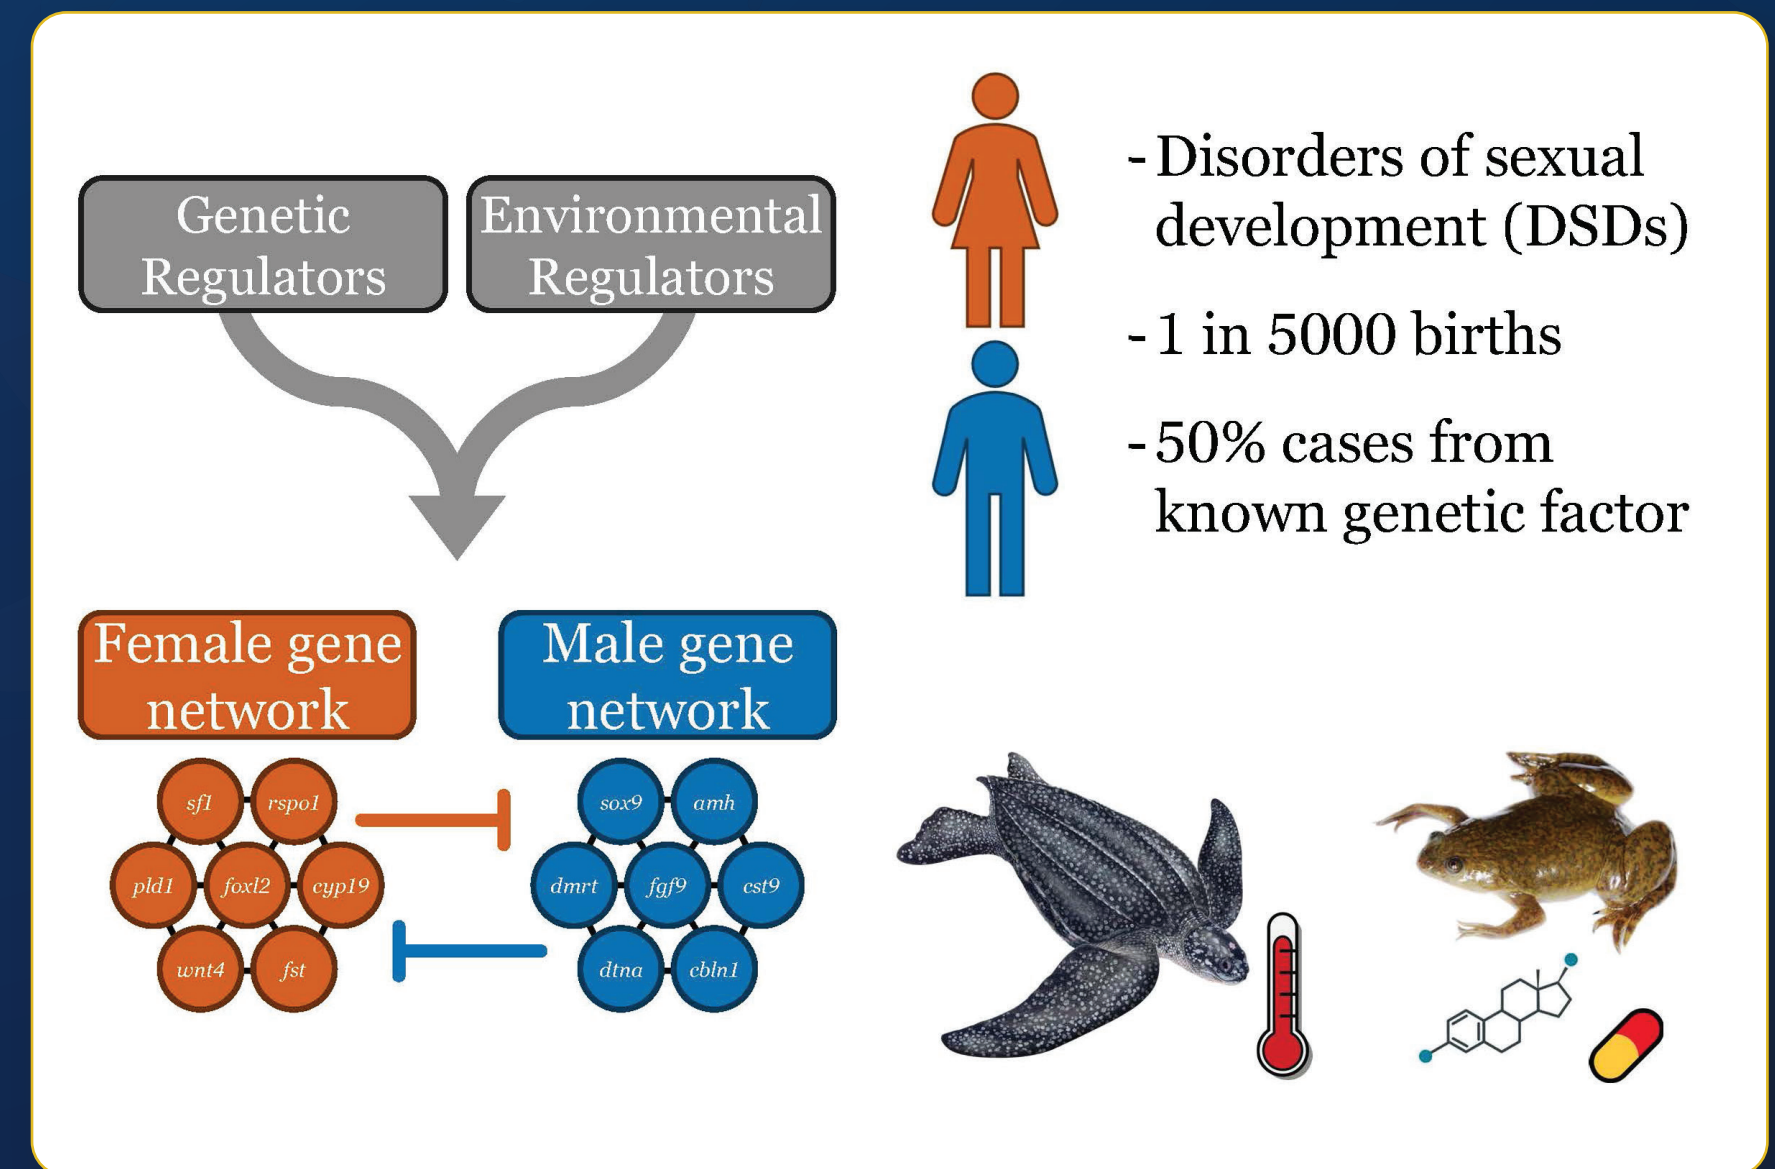 Genetic
Regulators
Environmental
Regulators
- Disorders of sexual
development (DSDs)
- 1 in 5000 births
- 50% cases from
known genetic factor
Female gene
network
Male gene
network
sf1
rspo1
pld1
foxl2
cyp19
wnt4
fst
sox9
amh
dmrt
fgf9
cst9
dtna
cbln1